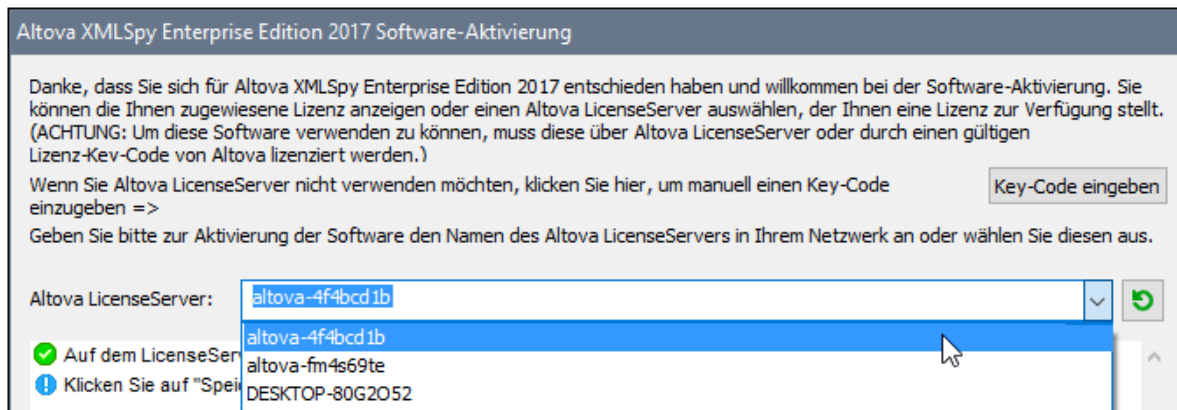 Altova XMLSpy Enterprise Edition 2017 Software-Aktivierung
Danke, dass Sie sich für Altova XMLSpy Enterprise Edition 2017 entschieden haben und willkommen bei der Software-Aktivierung. Sie
können die Ihnen zugewiesene Lizenz anzeigen oder einen Altova LicenseServer auswählen, der Ihnen eine Lizenz zur Verfügung stellt.
(ACHTUNG: Um diese Software verwenden zu können, muss diese über Altova LicenseServer oder durch einen gültigen
Lizenz-Key-Code von Altova lizenziert werden.)
Wenn Sie Altova LicenseServer nicht verwenden möchten, klicken Sie hier, um manuell einen Key-Code
einzugeben =>
Key-Code eingeben
Geben Sie bitte zur Aktivierung der Software den Namen des Altova LicenseServers in Ihrem Netzwerk an oder wählen Sie diesen aus.
Altova LicenseServer: altova-4f4bcd1b
altova-4f4bcd1b
Auf dem LicenseSer
altova-fm4s69te
Klicken Sie auf "Spei
DESKTOP-80G2O52